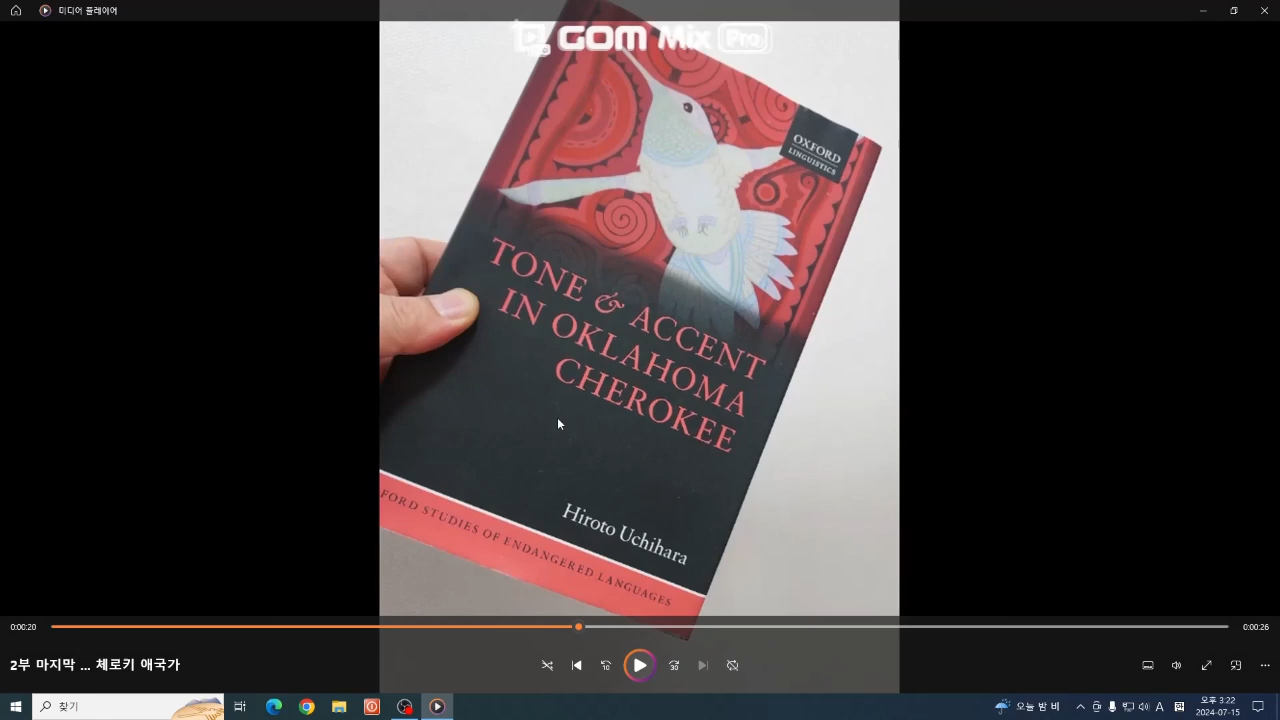 미디어 플레이어
GOM Mix Pro
OXFORD
LINGUISTICS
TONE & ACCENT
IN OKLAHOMA
CHEROKEE
Hiroto Uchihara
FORD STUDIES OF ENDANGERED LANGUAGES
0:00:20
0:00:26
2부 마지막 ... 체로키 애국가
10
30
찾기
오늘 밤 비
A
오후 3:22
2024-07-15